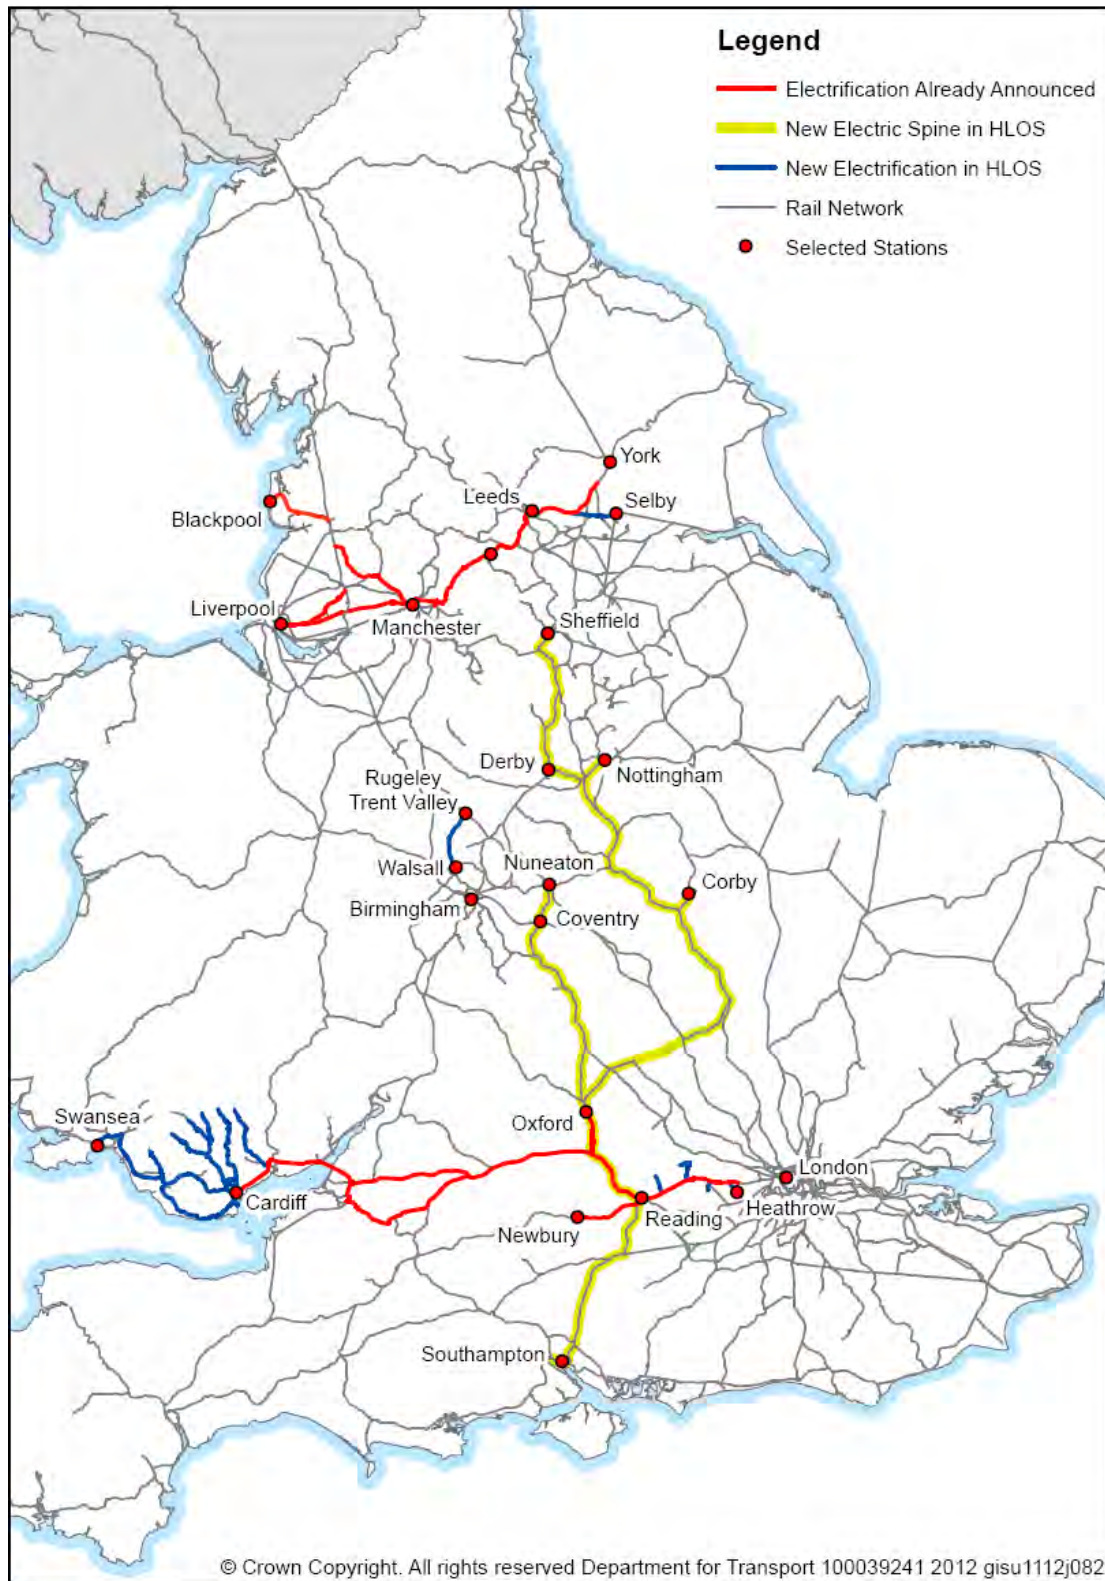 Legend
Electrification Already Announced
New Electric Spine in HLOS
New Electrification in HLOS
Rail Network
Selected Stations
York
Leeds
Selby
Blackpool
Liverpool
Manchester
Sheffield
Derby
Nottingham
Rugeley
Trent Valley
Walsall
Nuneaton
Corby
Birmingham
Coventry
Swansea
Oxford
London
Cardiff
Newbury
Reading
Heathrow
Southampton
© Crown Copyright. All rights reserved Department for Transport 100039241 2012 gisu1112j082